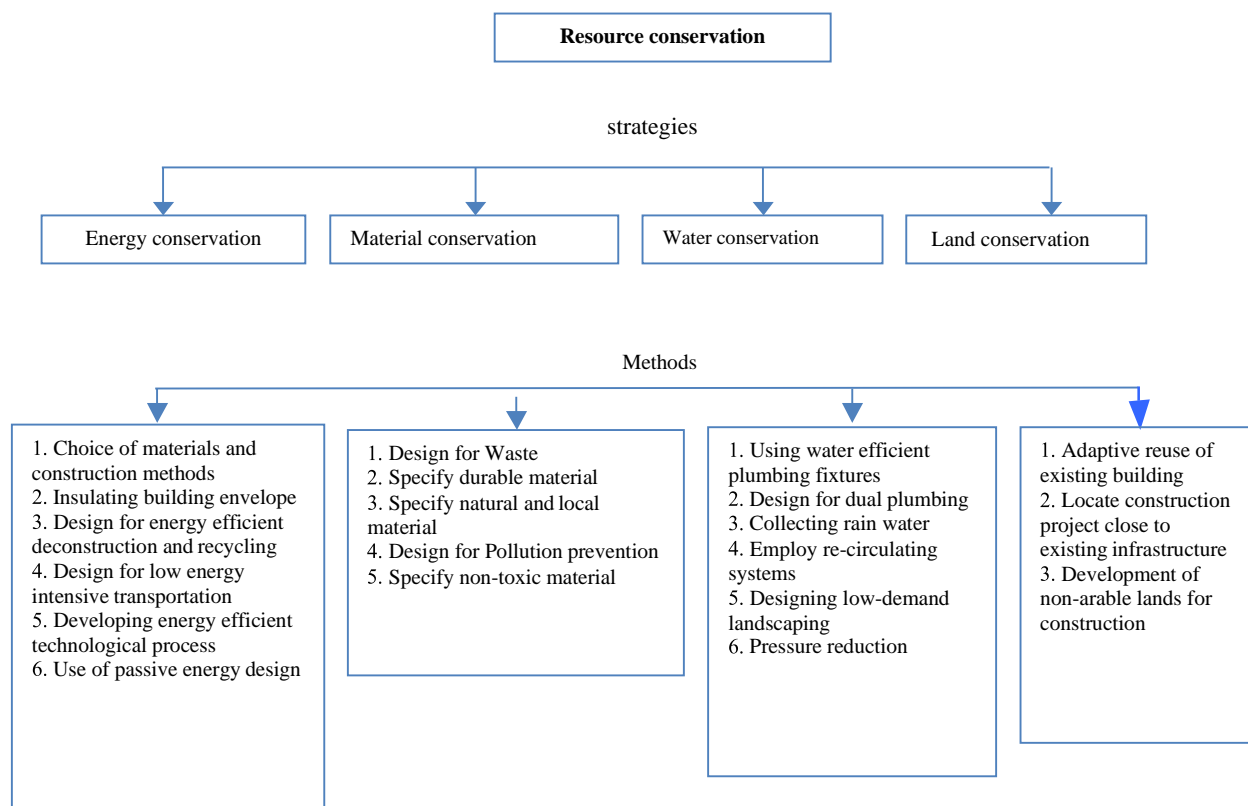 Resource conservation
strategies
Energy conservation
Material conservation
Water conservation
Land conservation
Methods
1. Choice of materials and
construction methods
2. Insulating building envelope
3. Design for energy efficient
deconstruction and recycling
4. Design for low energy
intensive transportation
5. Developing energy efficient
technological process
6. Use of passive energy design
1. Design for Waste
2. Specify durable material
3. Specify natural and local
material
4. Design for Pollution prevention
5. Specify non-toxic material
1. Using water efficient
plumbing fixtures
2. Design for dual plumbing
3. Collecting rain water
4. Employ re-circulating
systems
5. Designing low-demand
landscaping
6. Pressure reduction
1. Adaptive reuse of
existing building
2. Locate construction
project close to
existing infrastructure
3. Development of
non-arable lands for
construction